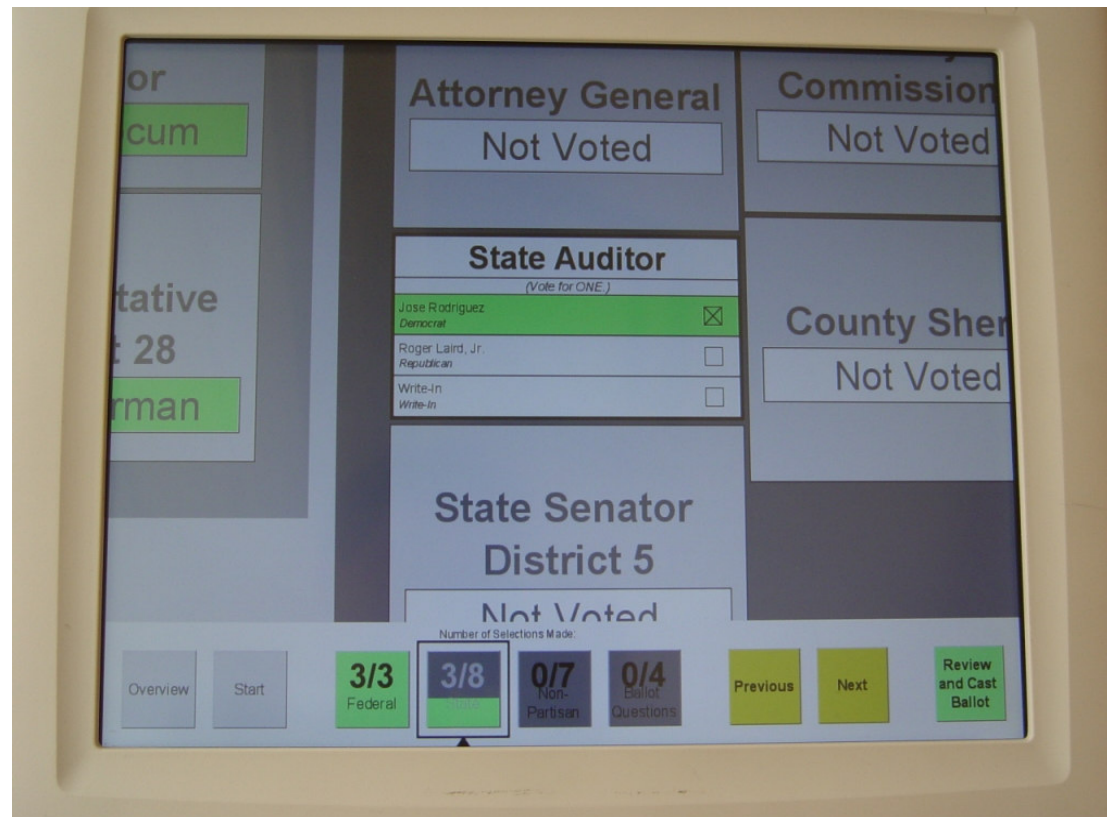 or
cum
tative
t 28
rman
Attorney General
Not Voted
State Auditor
(Vote for ONE.)
Jose Rodriguez
Democrat
Roger Laird, Jr.
Republican
Write-In
Write-In
State Senator
District 5
Not Voted
Commission
Not Voted
County Sher
Not Voted
Number of Selections Made:
Overview
Start
3/3
Federal
3/8
State
0/7
Non-
Partisan
0/4
Ballot
Questions
Previous
Next
Review
and Cast
Ballot